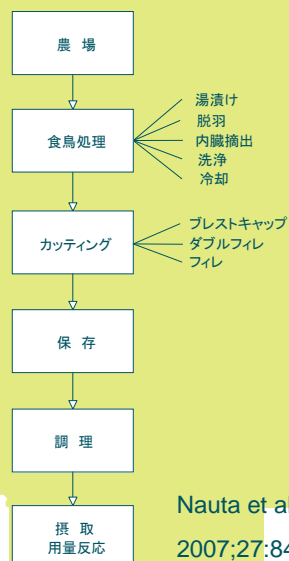 農 場
食鳥処理
湯漬け
脱羽
内臓摘出
洗浄
冷却
カッティング
ブレストキャップ
ダブルフィレ
フィレ
保 存
調 理
摂 取
用量反応
Nauta et a
2007;27:84